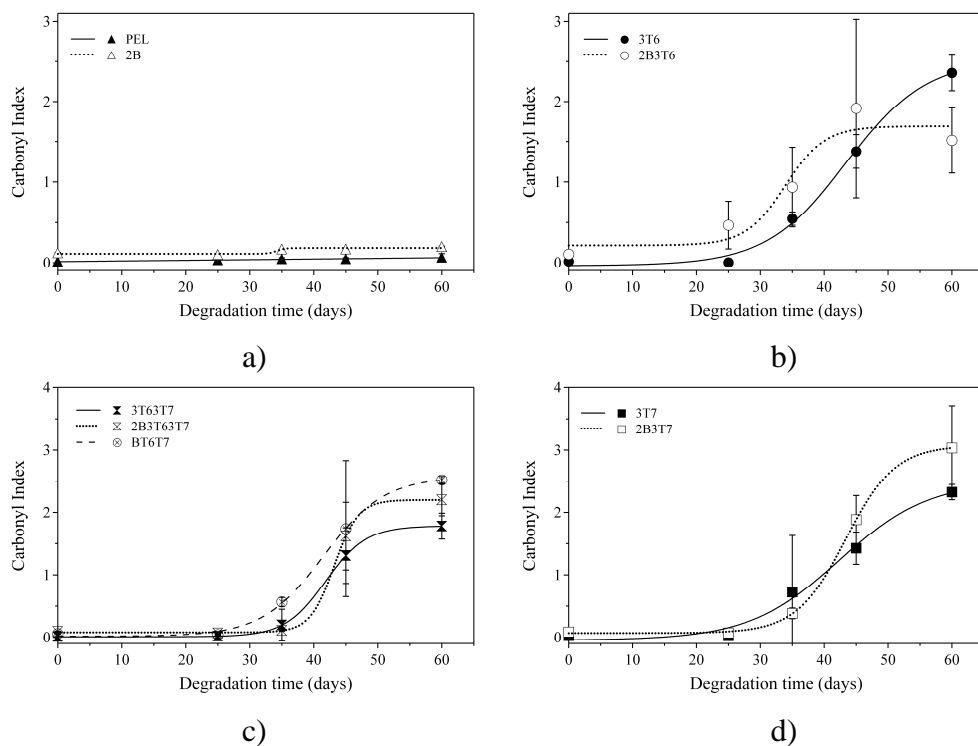 PEL
2B
3
2
1
0
Carbonyl Index
0 10 20 30 40 50 60
Degradation time (days)
a)
3T6
2B3T6
3
2
1
0
Carbonyl Index
0 10 20 30 40 50 60
Degradation time (days)
b)
3T63T7
2B3T63T7
BT6T7
4
3
2
1
0
Carbonyl Index
0 10 20 30 40 50 60
Degradation time (days)
c)
3T7
2B3T7
4
3
2
1
0
Carbonyl Index
0 10 20 30 40 50 60
Degradation time (days)
d)